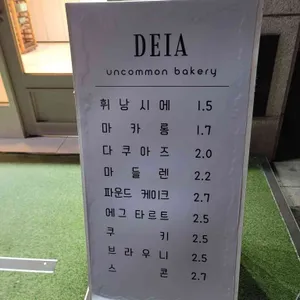 DEIA
uncommon bakery
휘낭시에 1.5
마카롱 1.7
다쿠아즈 2.0
마들렌 2.2
파운드 케이크 2.7
에그타르트 2.5
쿠키 2.5
브라우니 2.5
스콘 2.7